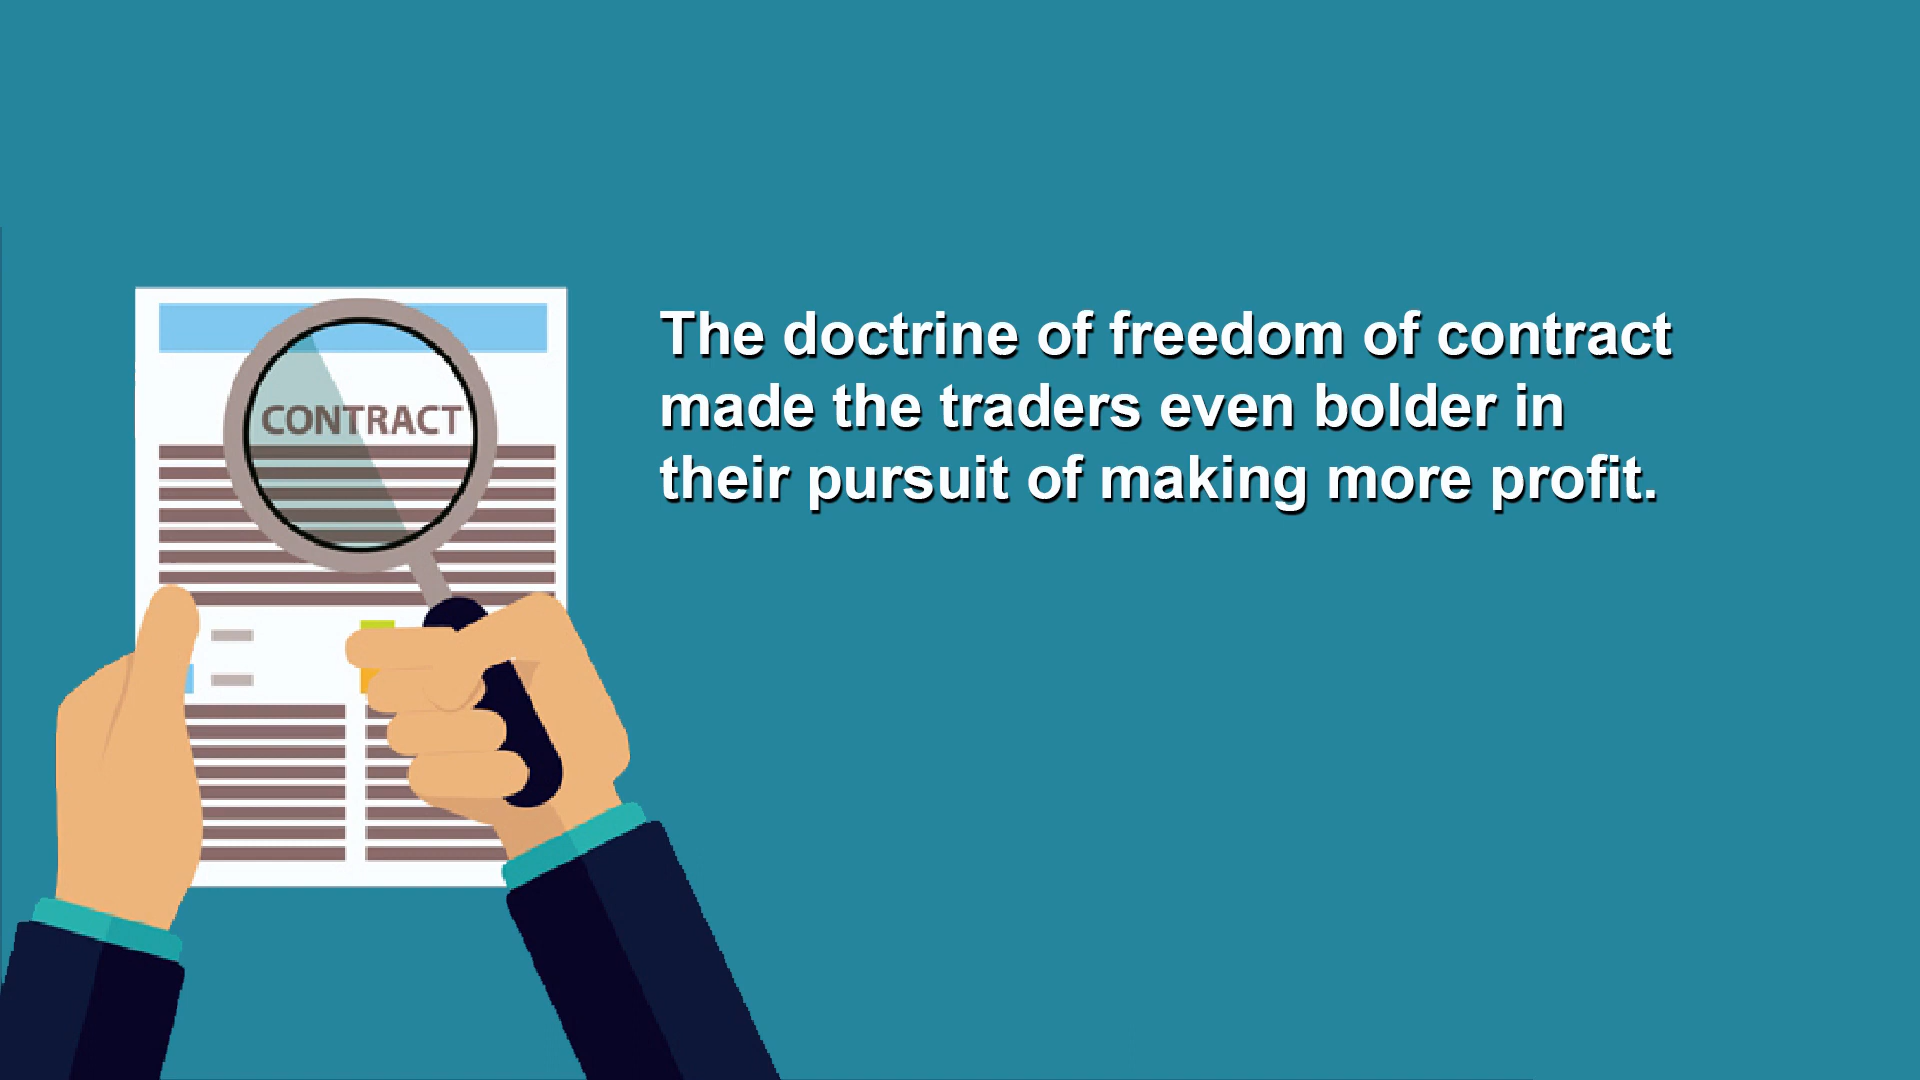 CONTRACT
The doctrine of freedom of contract
made the traders even bolder in
their pursuit of making more profit.